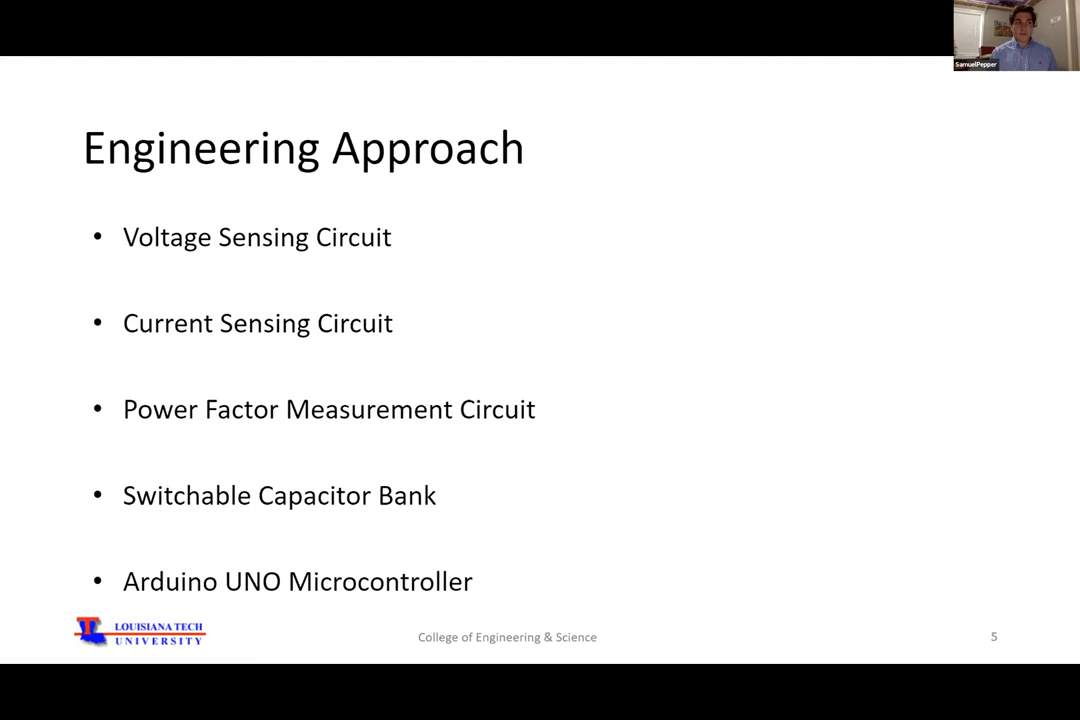 SamuelPepper
Engineering Approach
• Voltage Sensing Circuit
• Current Sensing Circuit
• Power Factor Measurement Circuit
• Switchable Capacitor Bank
• Arduino UNO Microcontroller
LOUISIANA TECH
UNIVERSITY
College of Engineering & Science
5